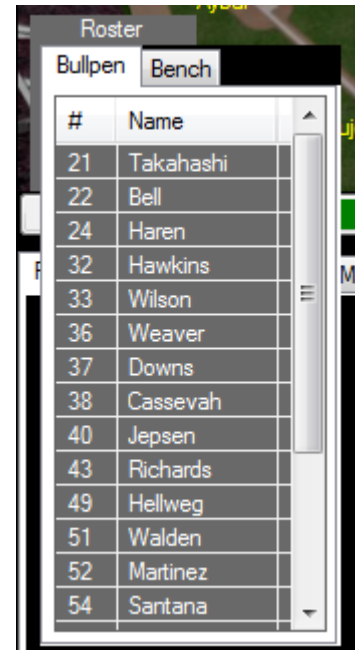 Roster
Bullpen Bench
# Name
21 Takahashi
22 Bell
24 Haren
32 Hawkins
33 Wilson
36 Weaver
37 Downs
38 Cassevah
40 Jepsen
43 Richards
49 Hellweg
51 Walden
52 Martinez
54 Santana